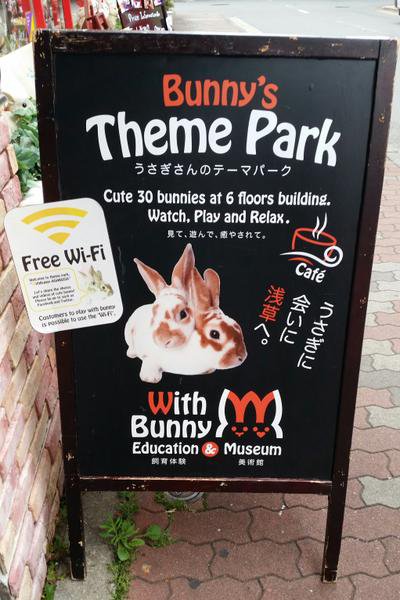 Bunny's
Theme Park
うさぎさんのテーマパーク
Cute 30 bunnies at 6 floors building.
Watch, Play and Relax.
見て、遊んで、癒やされて。
Café
うさぎに
会いに
浅草へ。
Free Wi-Fi
Customers to play with bunny
is possible to use the "Wi-Fi".
With
Bunny
Education & Museum
飼育体験 美術館